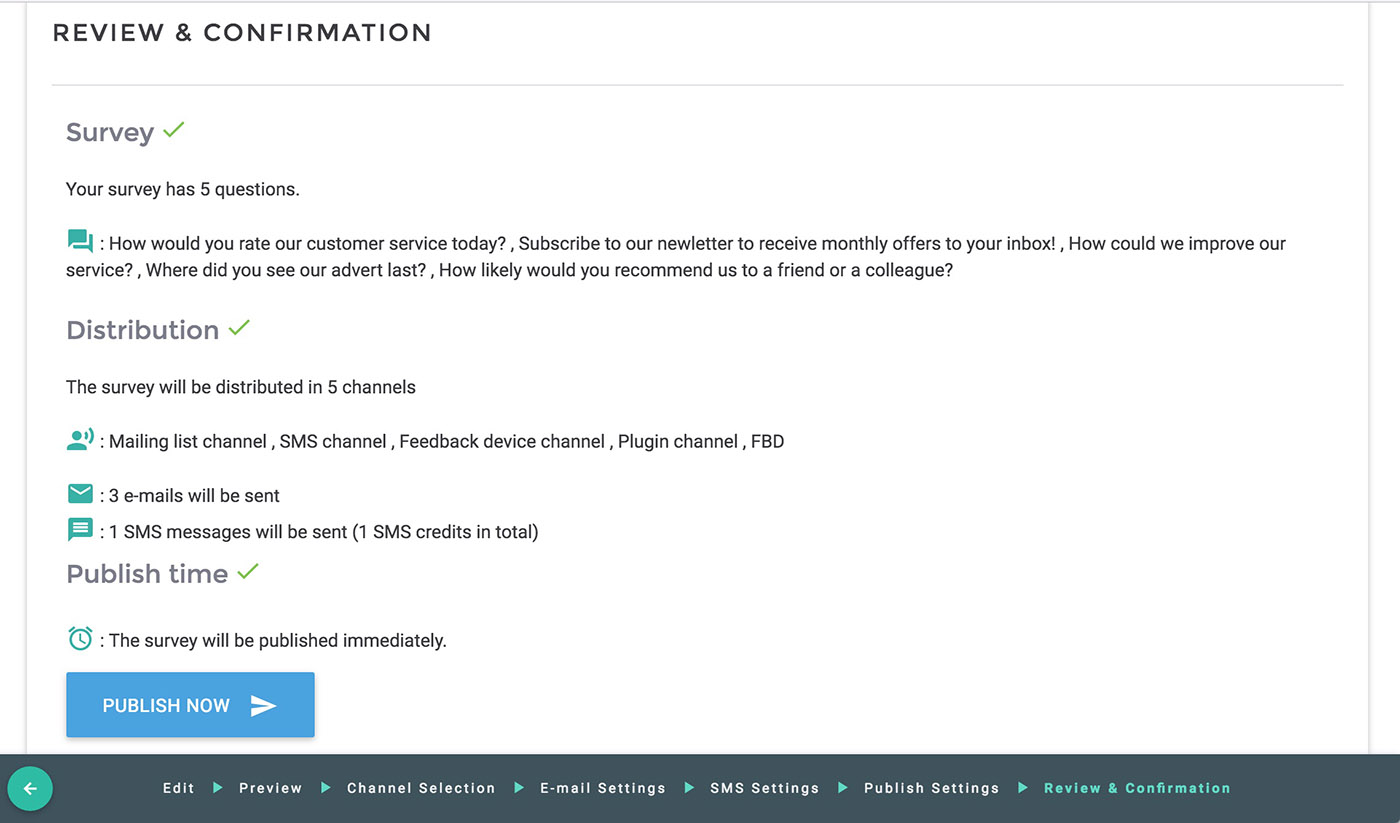 REVIEW & CONFIRMATION
Survey
Your survey has 5 questions.
: How would you rate our customer service today? , Subscribe to our newletter to receive monthly offers to your inbox! , How could we improve our
service? , Where did you see our advert last? , How likely would you recommend us to a friend or a colleague?
Distribution
The survey will be distributed in 5 channels
: Mailing list channel , SMS channel , Feedback device channel , Plugin channel , FBD
: 3 e-mails will be sent
: 1 SMS messages will be sent (1 SMS credits in total)
Publish time
: The survey will be published immediately.
PUBLISH NOW
Edit Preview Channel Selection E-mail Settings SMS Settings Publish Settings Review & Confirmation